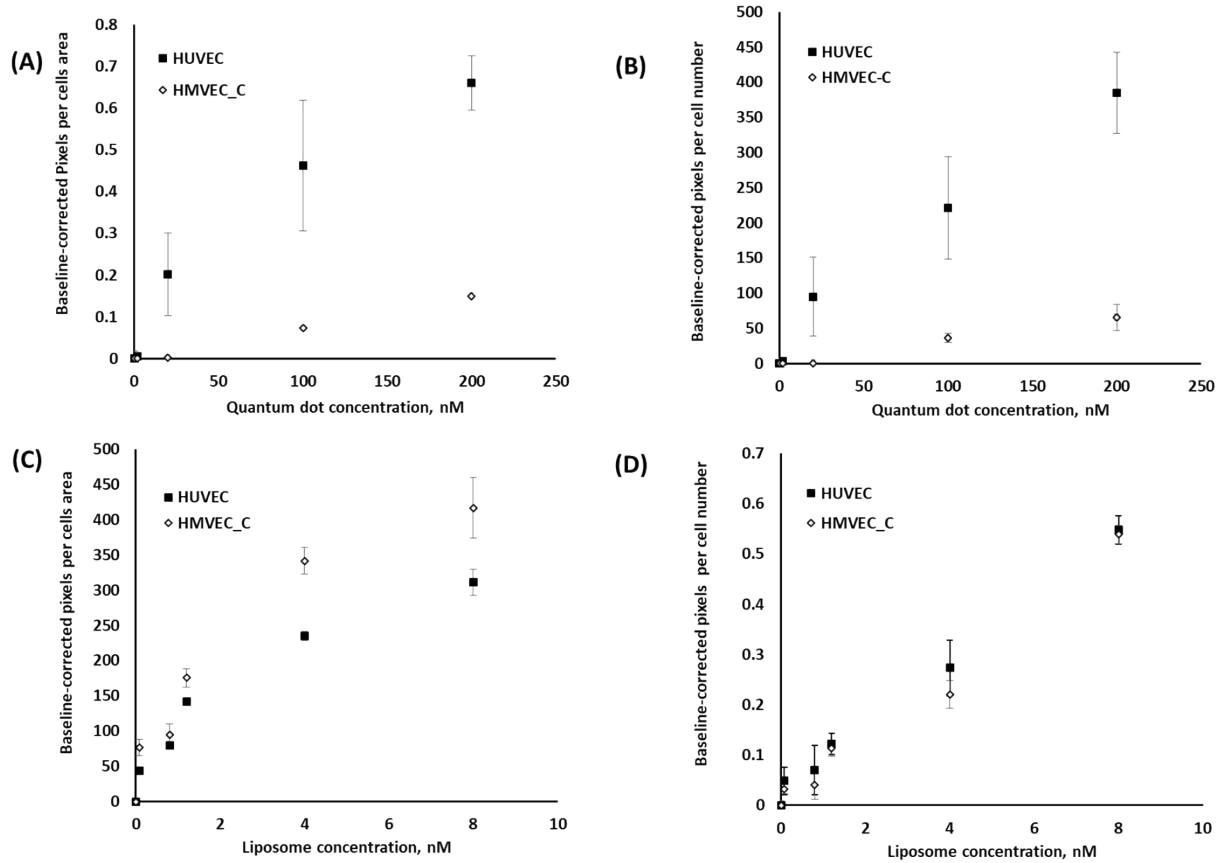 (A)
Baseline-corrected Pixels per cells area
0.8
0.7
0.6
0.5
0.4
0.3
0.2
0.1
0
HUVEC
HMVEC_C
0 50 100 150 200 250
Quantum dot concentration, nM
(B)
Baseline-corrected pixels per cell number
500
450
400
350
300
250
200
150
100
50
0
HUVEC
HMVEC-C
0 50 100 150 200 250
Quantum dot concentration, nM
(C)
Baseline-corrected pixels per cells area
500
450
400
350
300
250
200
150
100
50
0
HUVEC
HMVEC_C
0 2 4 6 8 10
Liposome concentration, nM
(D)
Baseline-corrected pixels per cell number
0.7
0.6
0.5
0.4
0.3
0.2
0.1
0
HUVEC
HMVEC_C
0 2 4 6 8 10
Liposome concentration, nM